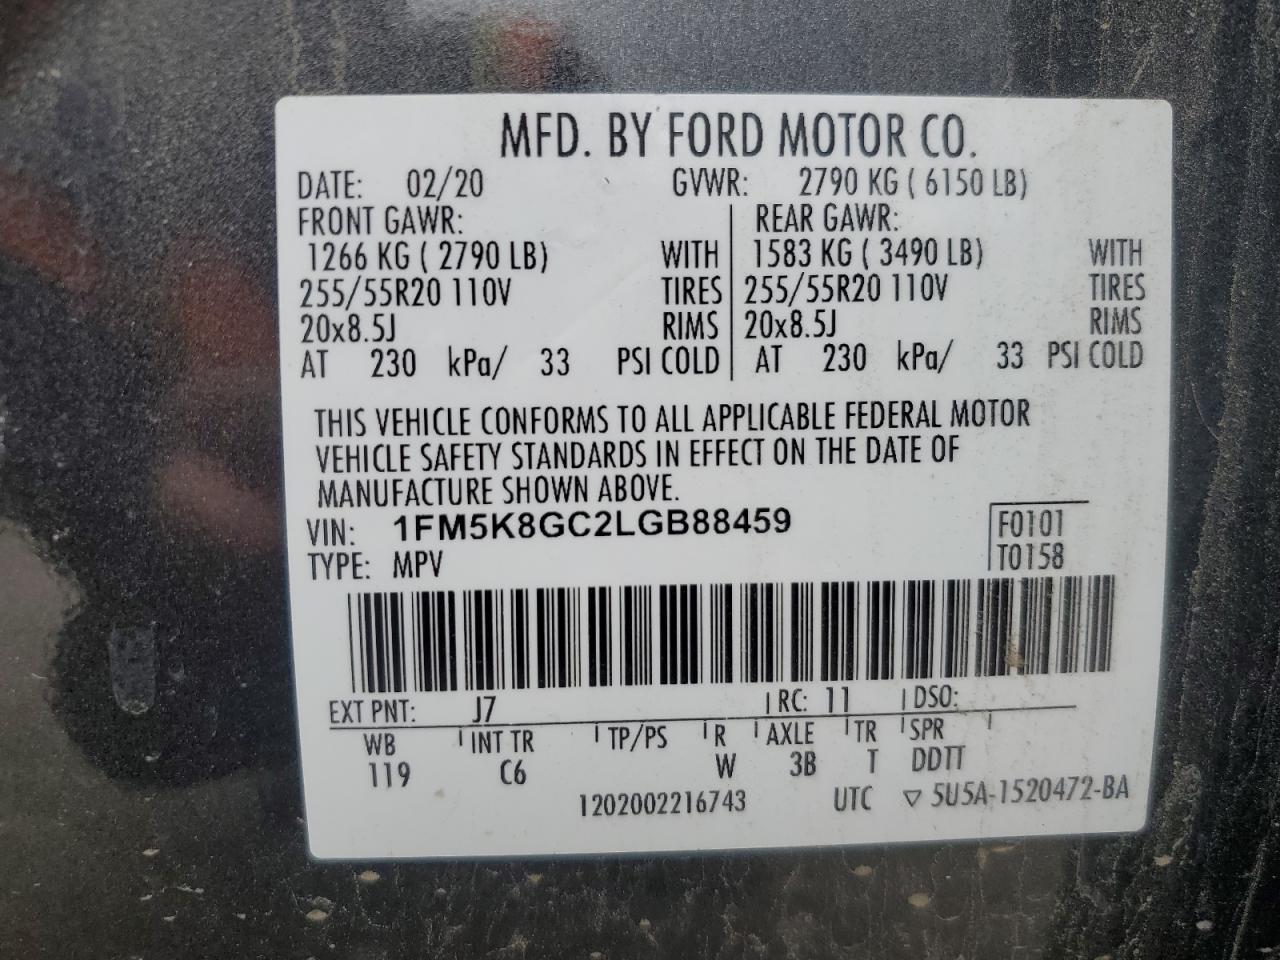 MFD. BY FORD MOTOR CO.
DATE: 02/20 GVWR: 2790 KG ( 6150 LB)
FRONT GAWR: REAR GAWR:
1266 KG ( 2790 LB) WITH 1583 KG ( 3490 LB) WITH
255/55R20 110V TIRES 255/55R20 110V TIRES
20x8.5J RIMS 20x8.5J RIMS
AT 230 kPa/ 33 PSI COLD AT 230 kPa/ 33 PSI COLD
THIS VEHICLE CONFORMS TO ALL APPLICABLE FEDERAL MOTOR
VEHICLE SAFETY STANDARDS IN EFFECT ON THE DATE OF
MANUFACTURE SHOWN ABOVE.
VIN: 1FM5K8GC2LGB88459 F0101
TYPE: MPV T0158
EXT PNT: J7 RC: 11 DSO:
WB INT TR TP/PS R AXLE TR SPR
119 C6 W 3B T DDTT
1202002216743 UTC ▽ 5U5A-1520472-BA